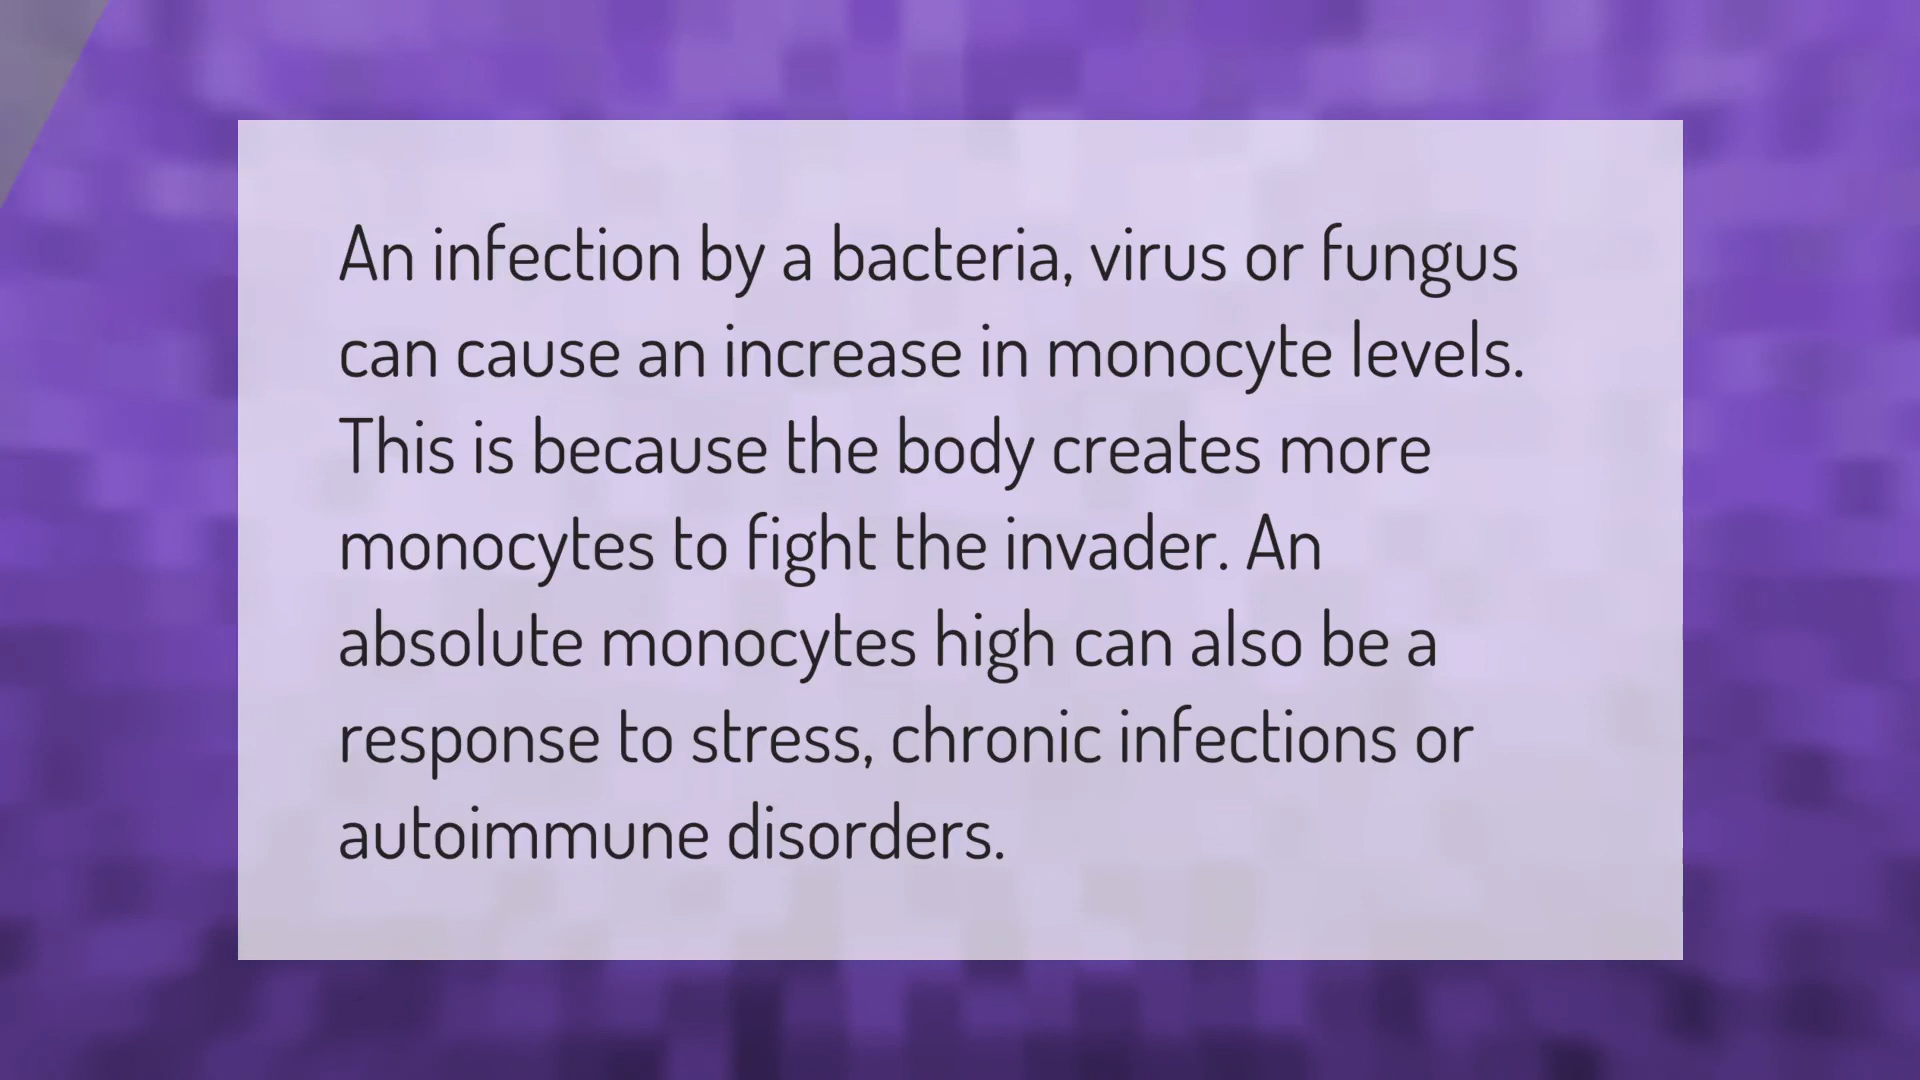 An infection by a bacteria, virus or fungus
can cause an increase in monocyte levels.
This is because the body creates more
monocytes to fight the invader. An
absolute monocytes high can also be a
response to stress, chronic infections or
autoimmune disorders.